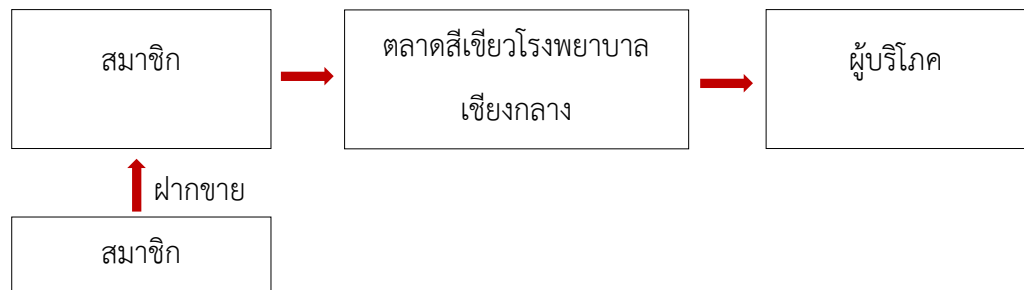 สมาชิก
ตลาดสีเขียวโรงพยาบาล
เชียงกลาง
ผู้บริโภค
ฝากขาย
สมาชิก